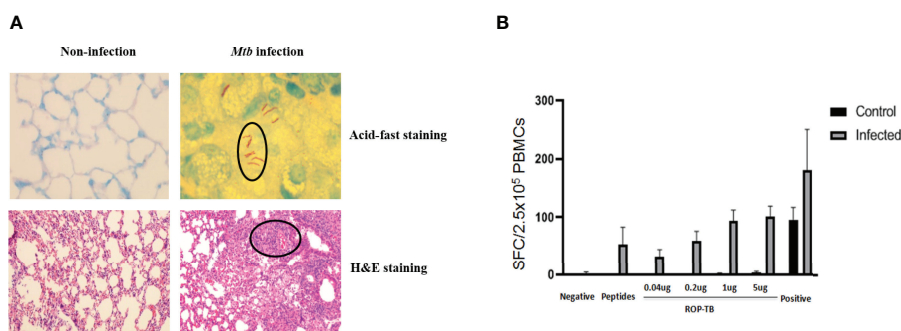 A
Non-infection
Mtb infection
Acid-fast staining
H&E staining
B
SFC/2.5x10⁵ PBMCs
300
200
100
0
Control
Infected
Negative
Peptides
0.04ug
0.2ug
1ug
5ug
Positive
ROP-TB